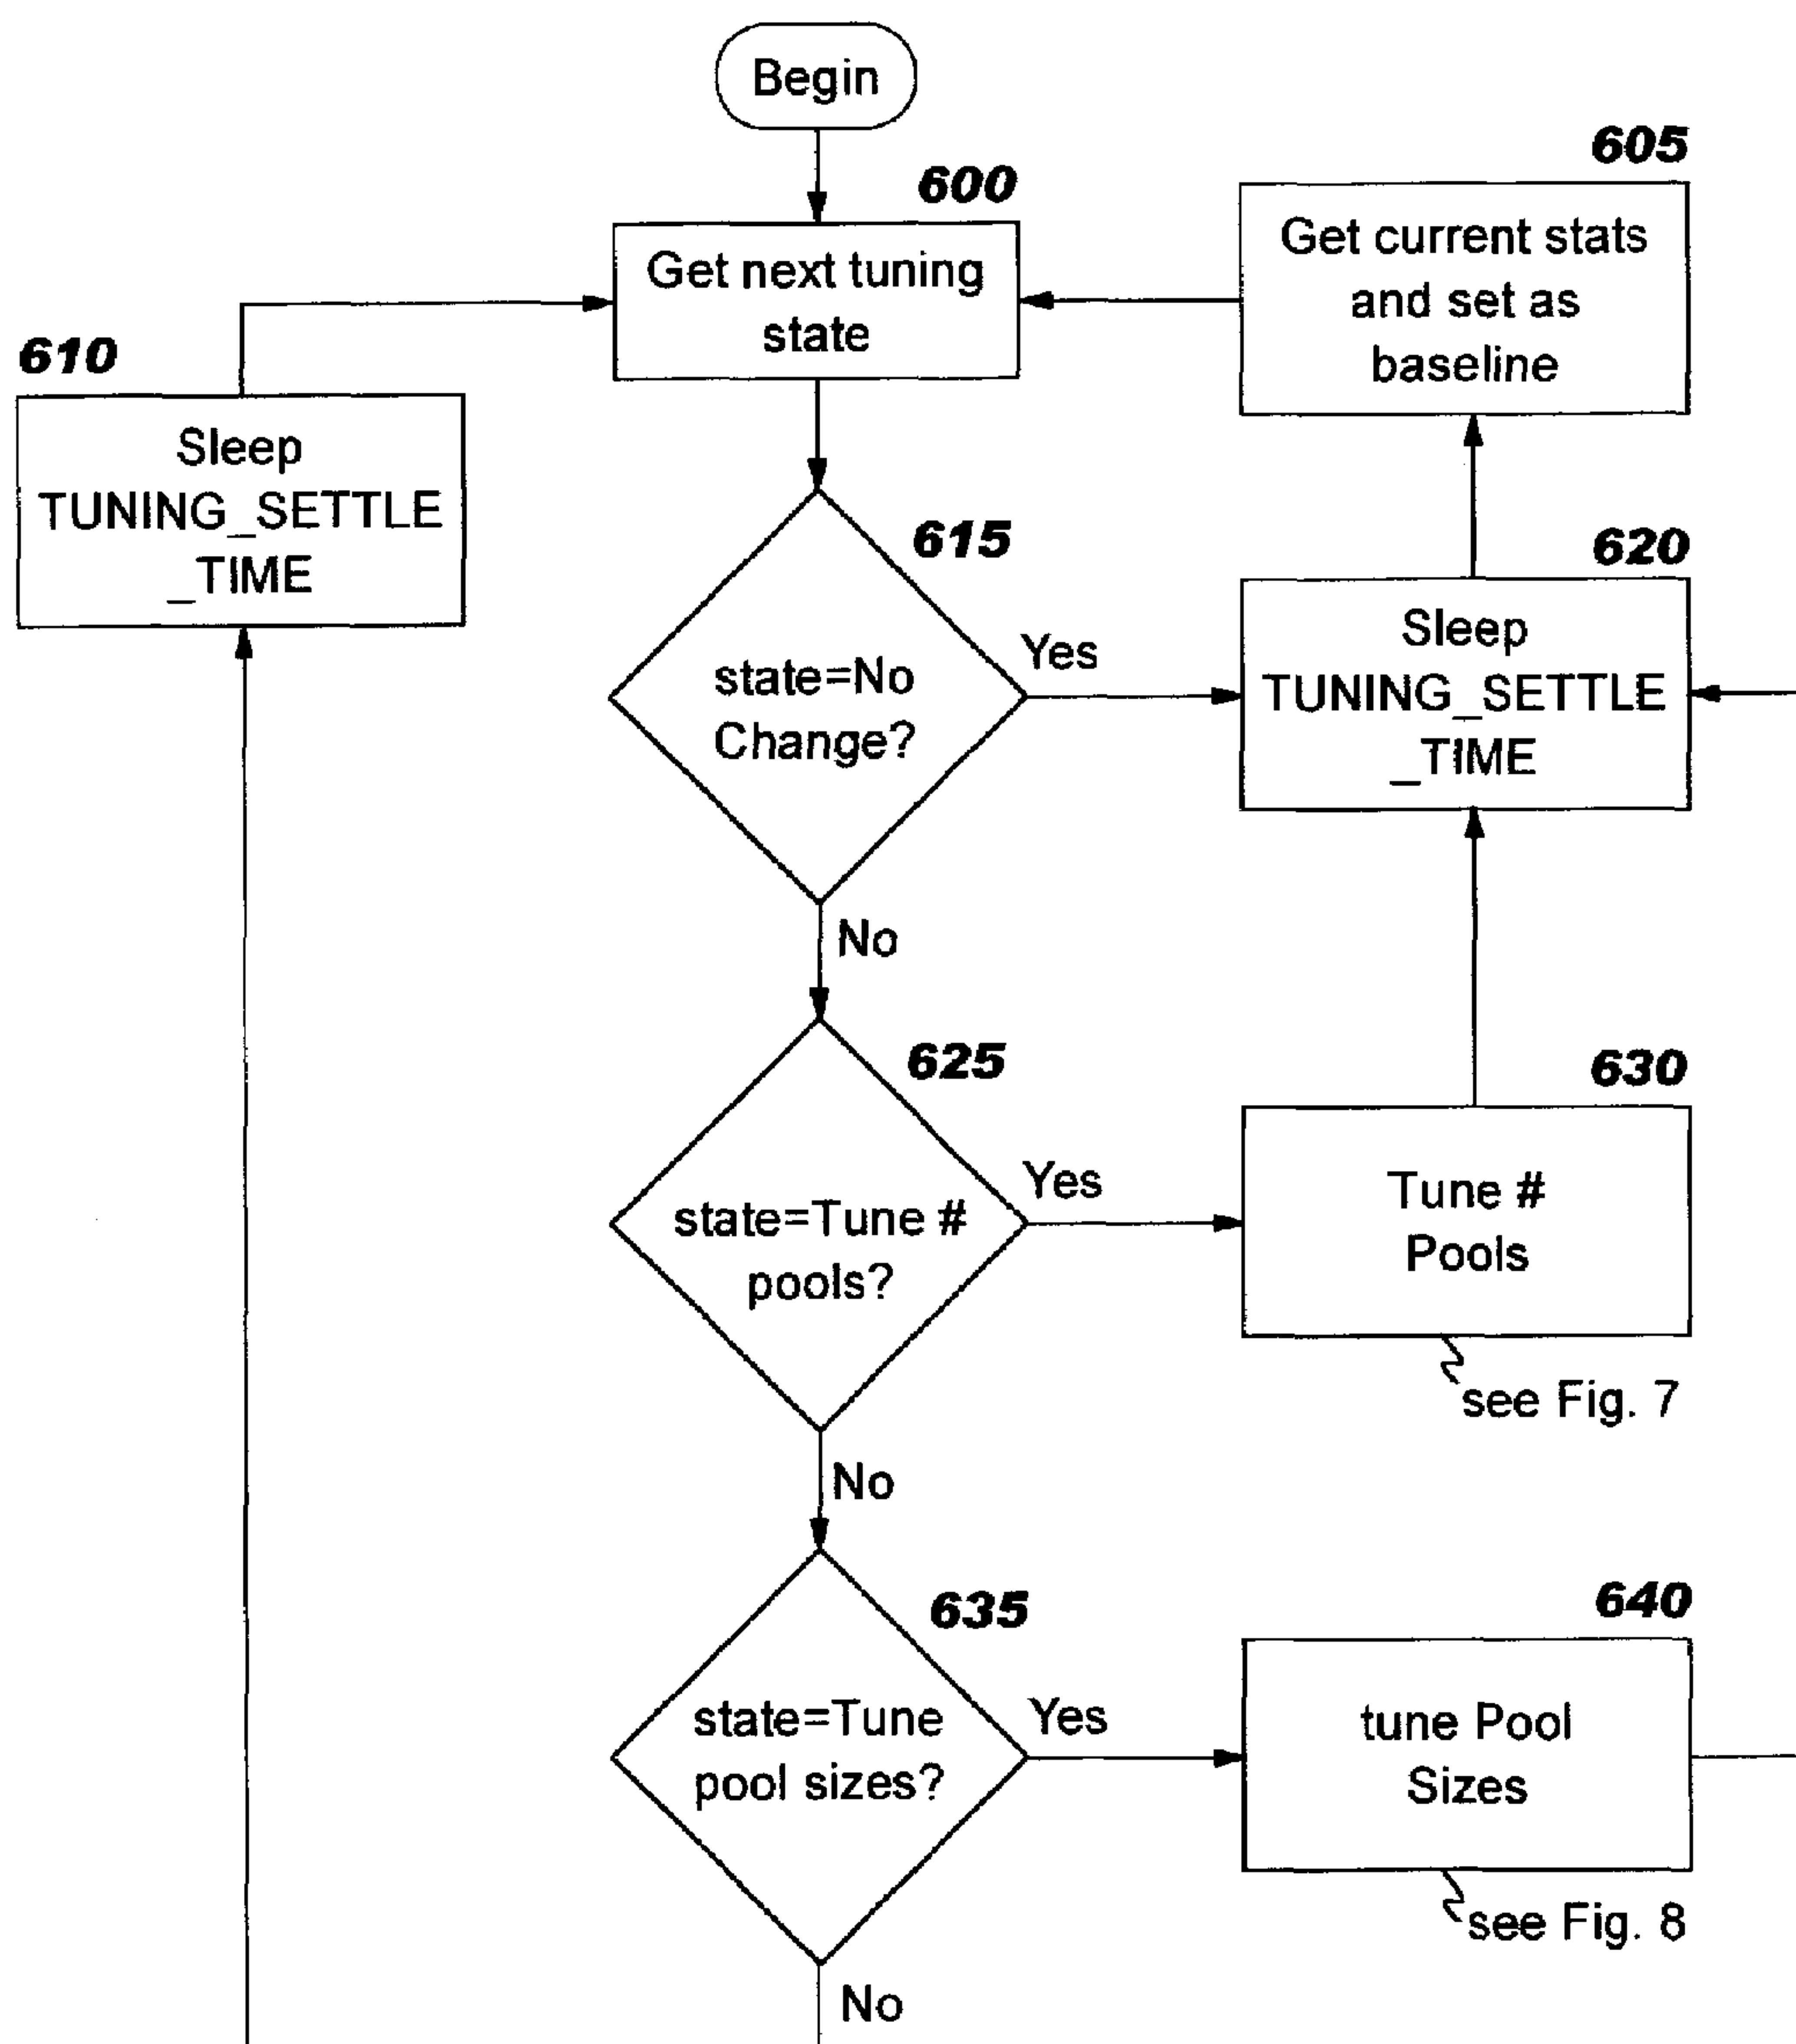 Begin
600
Get next tuning
state
605
Get current stats
and set as
baseline
610
Sleep
TUNING_SETTLE
_TIME
615
state=No
Change?
Yes
No
620
Sleep
TUNING_SETTLE
_TIME
625
state=Tune #
pools?
Yes
No
630
Tune #
Pools
see Fig. 7
635
state=Tune
pool sizes?
Yes
No
640
tune Pool
Sizes
see Fig. 8